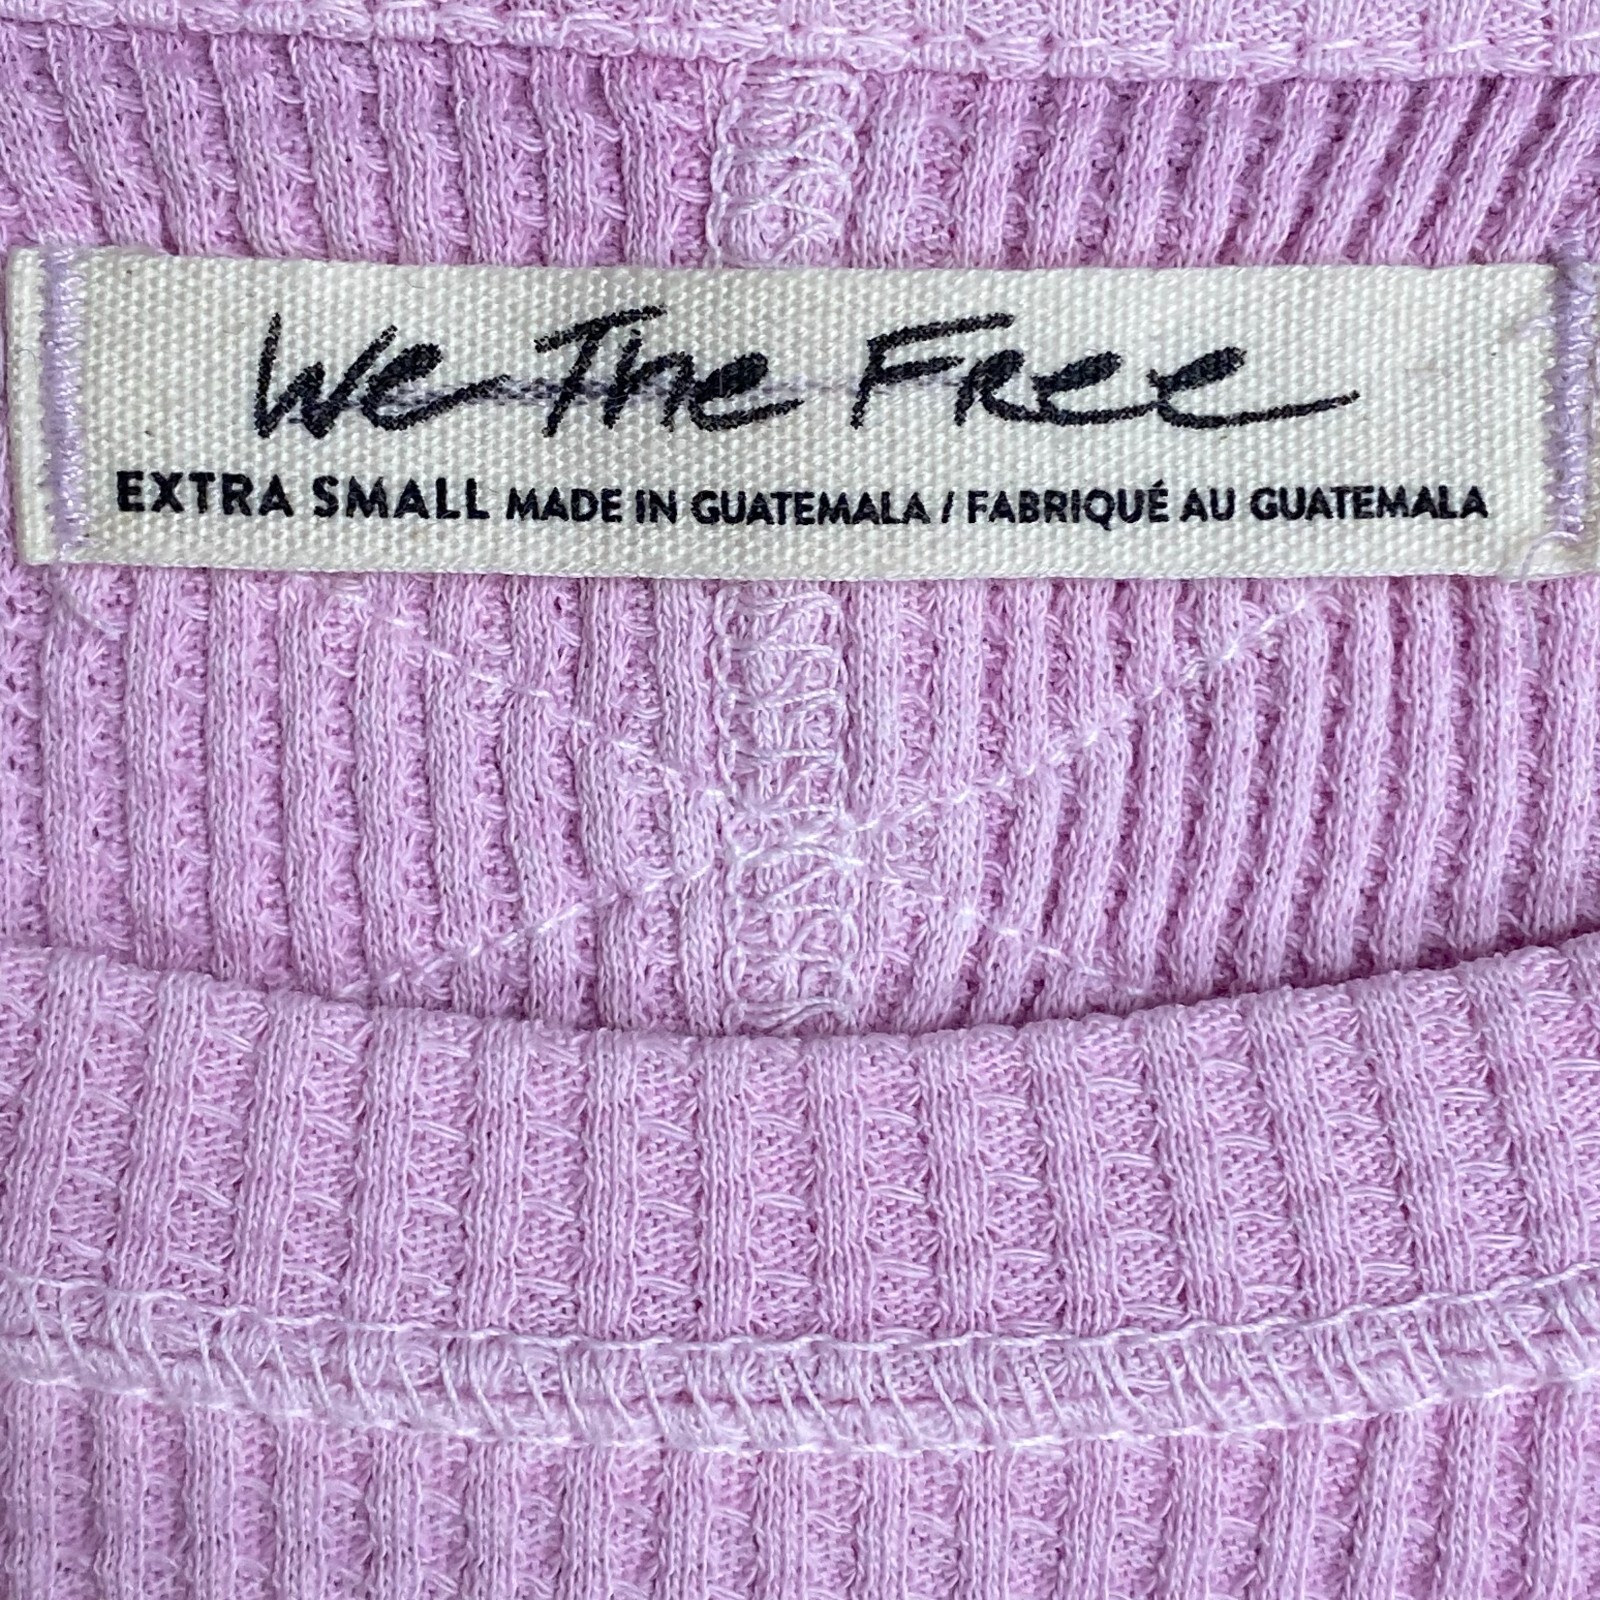 We The Free
EXTRA SMALL MADE IN GUATEMALA / FABRIQUÉ AU GUATEMALA